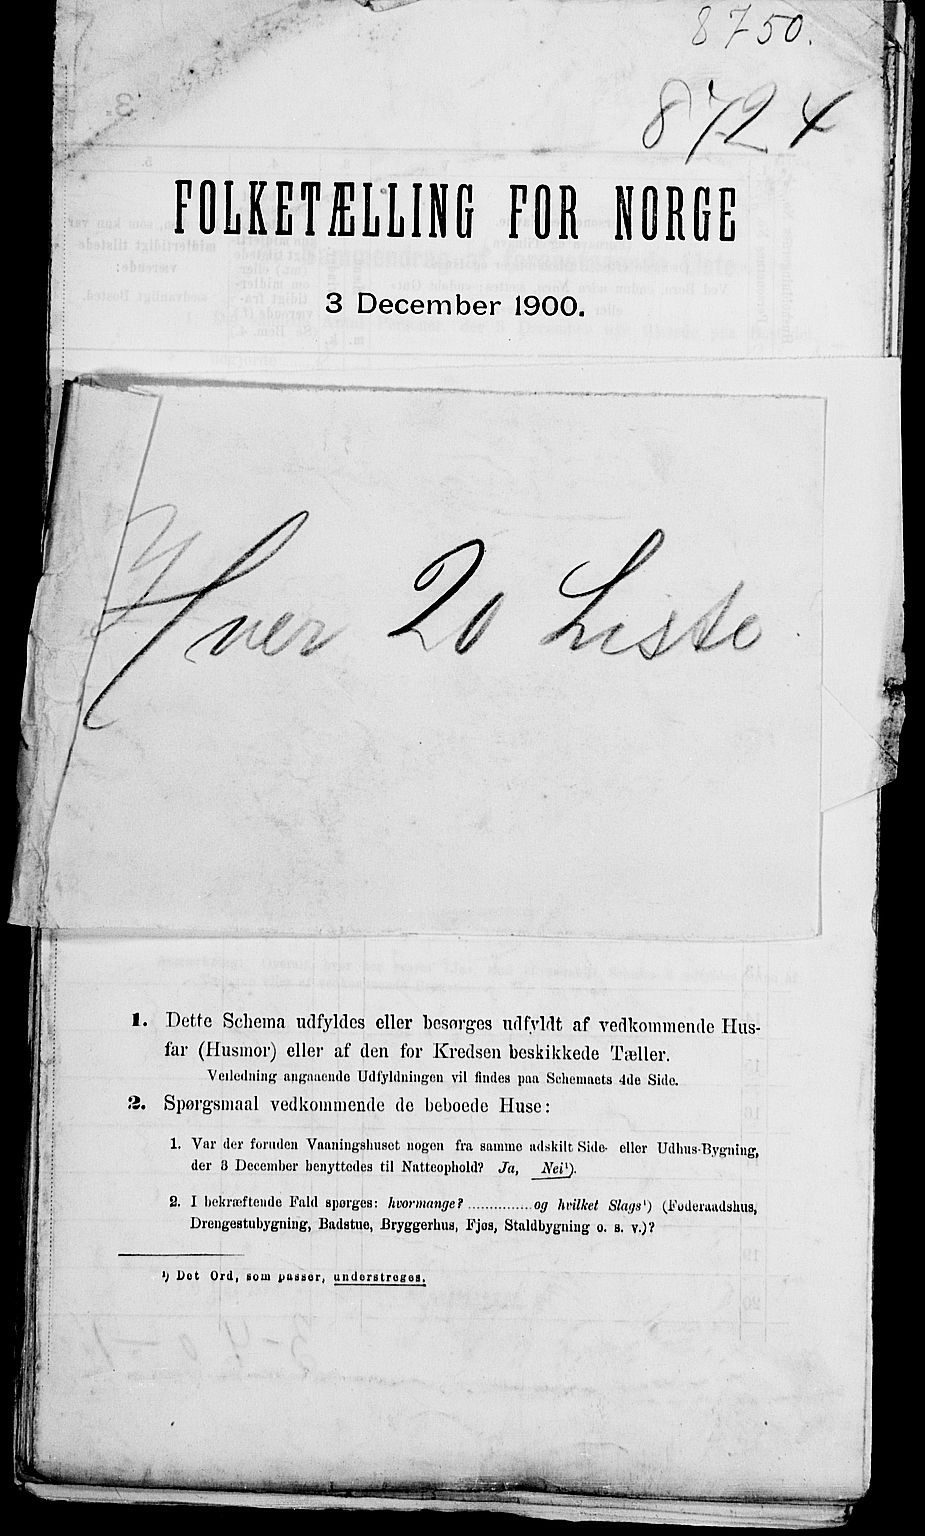 8750.
8724
FOLKETÆLLING FOR NORGE
3 December 1900.
Hver 20 Liste
1. Dette Schema udfyldes eller besørges udfyldt af vedkommende Hus-
far (Husmor) eller af den for Kredsen beskikkede Tæller.
Veiledning angaaende Udfyldningen vil findes paa Schemaets 4de Side.
2. Spørgsmaal vedkommende de beboede Huse:
1. Var der foruden Vaaningshuset nogen fra samme adskilt Side- eller Udhus-Bygning,
der 3 December benyttedes til Natteophold? Ja, Nei¹).
2. I bekræftende Fald spørges: hvormange? ............... og hvilket Slags¹) (Føderaadshus,
Drengestubygning, Badstue, Bryggerhus, Fjøs, Staldbygning o. s. v.)?
¹) Det Ord, som passer, understreges.